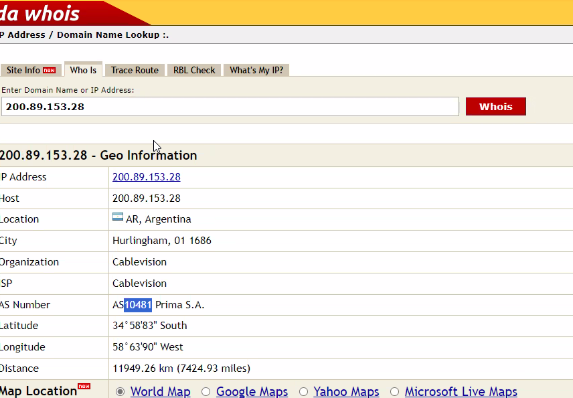 da whois
P Address / Domain Name Lookup :.
Site Info new Who Is Trace Route RBL Check What's My IP?
Enter Domain Name or IP Address:
200.89.153.28 Whois
200.89.153.28 - Geo Information
IP Address 200.89.153.28
Host 200.89.153.28
Location AR, Argentina
City Hurlingham, 01 1686
Organization Cablevision
ISP Cablevision
AS Number AS10481 Prima S.A.
Latitude 34°58'83" South
Longitude 58°63'90" West
Distance 11949.26 km (7424.93 miles)
Map Location new World Map Google Maps Yahoo Maps Microsoft Live Maps